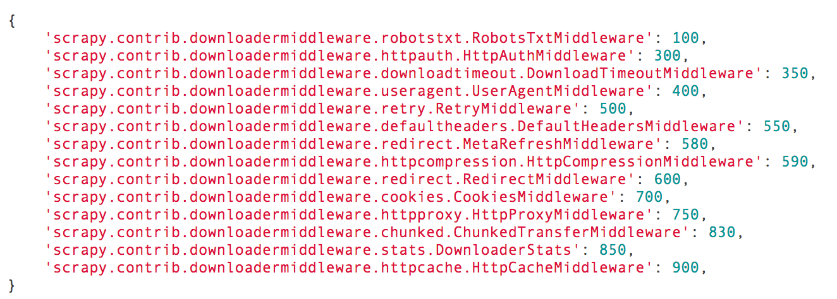 {
    'scrapy.contrib.downloadermiddleware.robotstxt.RobotsTxtMiddleware': 100,
    'scrapy.contrib.downloadermiddleware.httpauth.HttpAuthMiddleware': 300,
    'scrapy.contrib.downloadermiddleware.downloadtimeout.DownloadTimeoutMiddleware': 350,
    'scrapy.contrib.downloadermiddleware.useragent.UserAgentMiddleware': 400,
    'scrapy.contrib.downloadermiddleware.retry.RetryMiddleware': 500,
    'scrapy.contrib.downloadermiddleware.defaultheaders.DefaultHeadersMiddleware': 550,
    'scrapy.contrib.downloadermiddleware.redirect.MetaRefreshMiddleware': 580,
    'scrapy.contrib.downloadermiddleware.httpcompression.HttpCompressionMiddleware': 590,
    'scrapy.contrib.downloadermiddleware.redirect.RedirectMiddleware': 600,
    'scrapy.contrib.downloadermiddleware.cookies.CookiesMiddleware': 700,
    'scrapy.contrib.downloadermiddleware.httpproxy.HttpProxyMiddleware': 750,
    'scrapy.contrib.downloadermiddleware.chunked.ChunkedTransferMiddleware': 830,
    'scrapy.contrib.downloadermiddleware.stats.DownloaderStats': 850,
    'scrapy.contrib.downloadermiddleware.httpcache.HttpCacheMiddleware': 900,
}